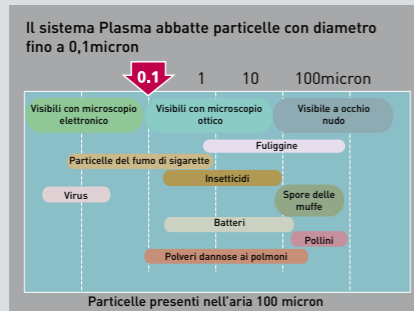 Il sistema Plasma abbatte particelle con diametro
fino a 0,1micron
0.1 1 10 100micron
Visibili con microscopio
elettronico
Visibili con microscopio
ottico
Visibile a occhio
nudo
Fuliggine
Particelle del fumo di sigarette
Insetticidi
Virus
Spore delle
muffe
Batteri
Pollini
Polveri dannose ai polmoni
Particelle presenti nell'aria 100 micron